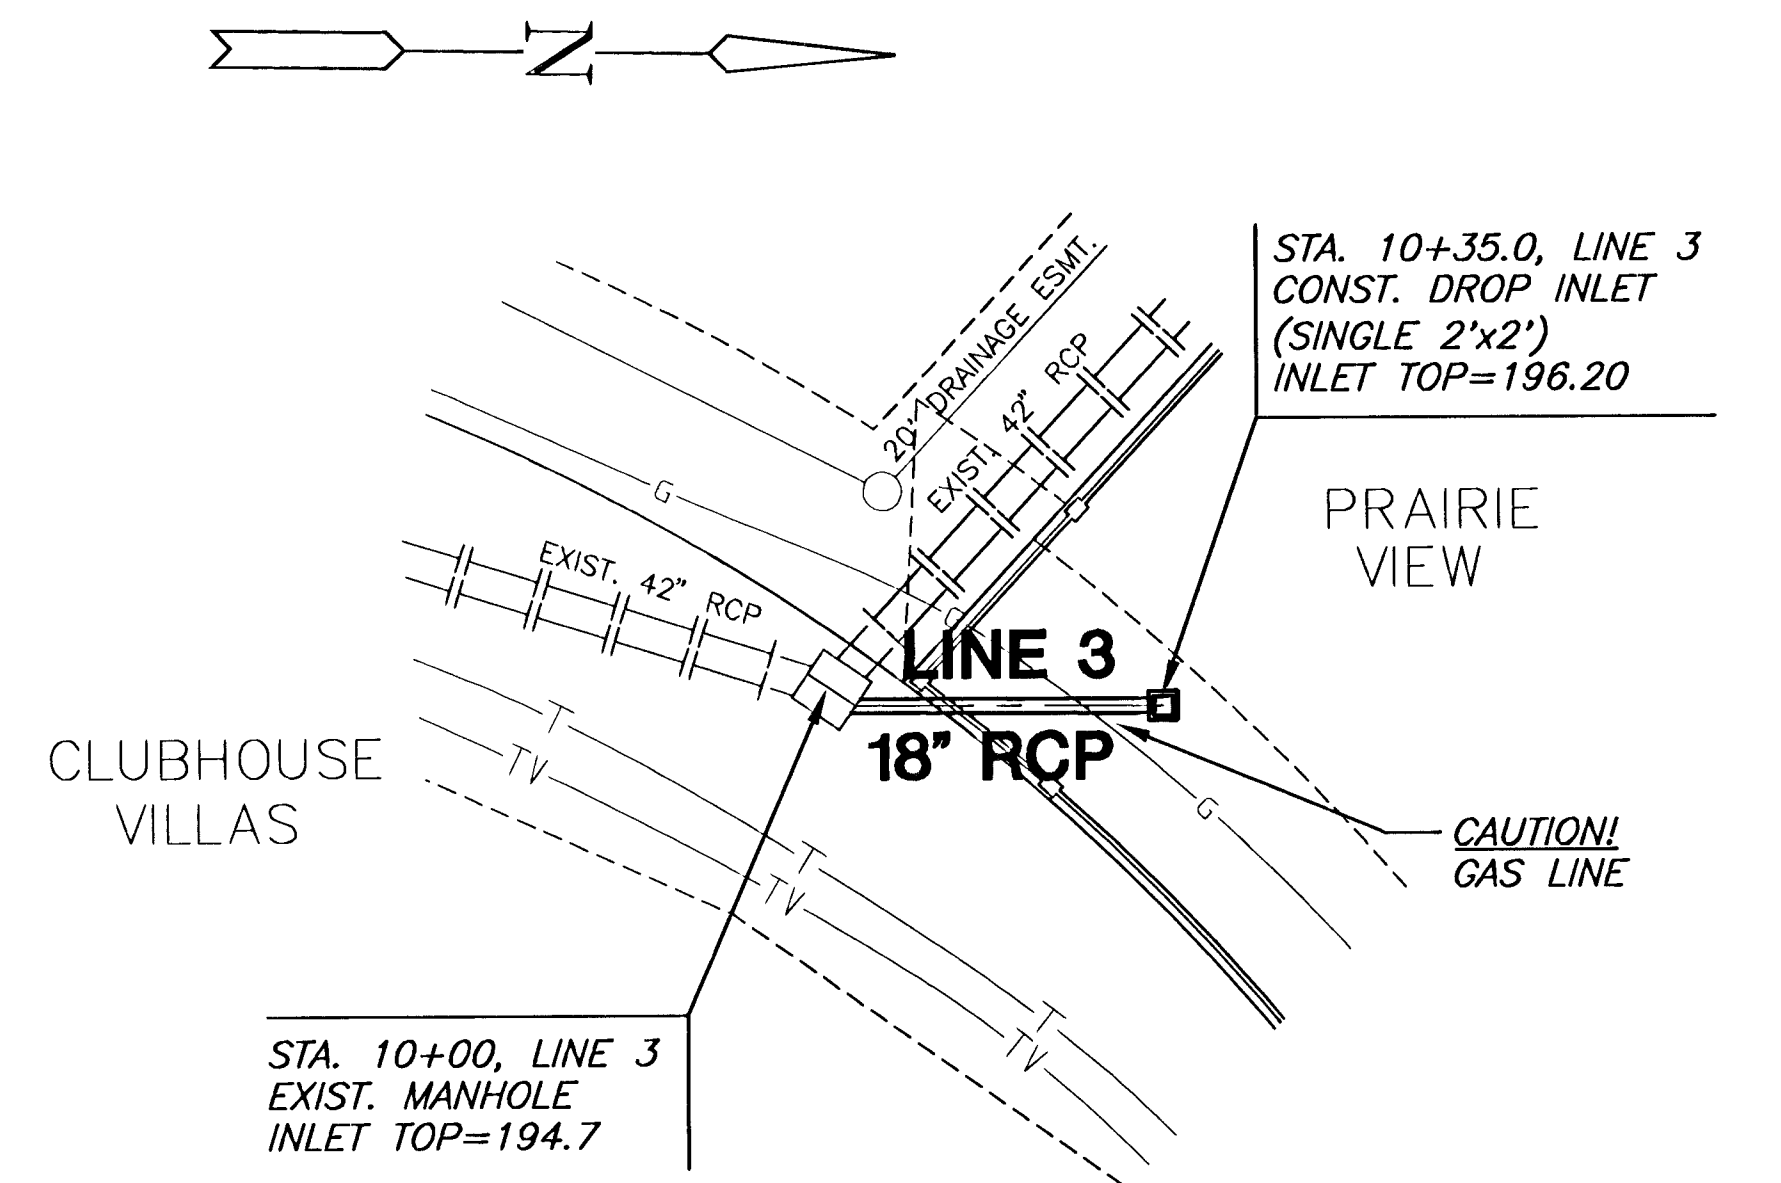 N
STA. 10+35.0, LINE 3
CONST. DROP INLET
(SINGLE 2'x2')
INLET TOP=196.20
20' DRAINAGE ESMT.
EXIST. 42" RCP
PRAIRIE
VIEW
G
EXIST. 42" RCP
G
LINE 3
18" RCP
CLUBHOUSE
VILLAS
T
TV
G
CAUTION!
GAS LINE
T
TV
T
TV
STA. 10+00, LINE 3
EXIST. MANHOLE
INLET TOP=194.7